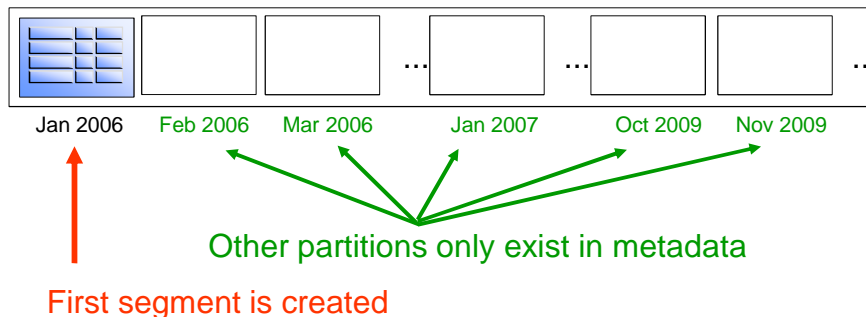 ... ... ...
Jan 2006 Feb 2006 Mar 2006 Jan 2007 Oct 2009 Nov 2009
Other partitions only exist in metadata
First segment is created